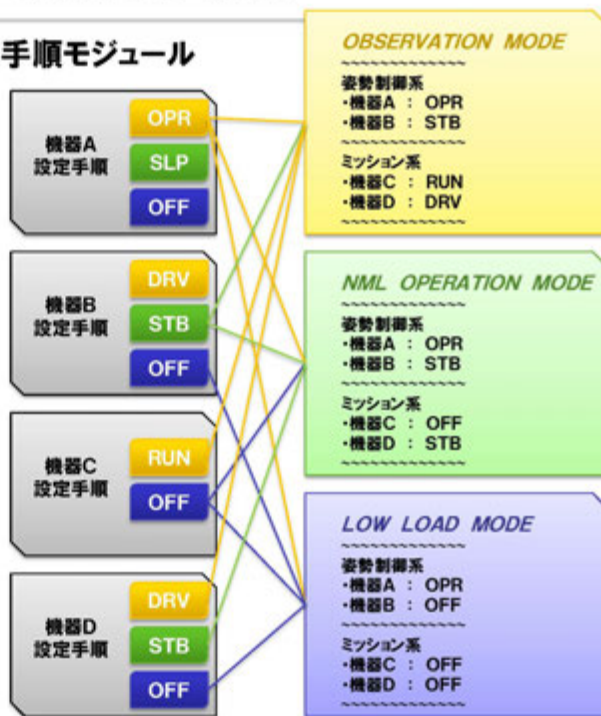 手順モジュール
機器A
設定手順
OPR
SLP
OFF
機器B
設定手順
DRV
STB
OFF
機器C
設定手順
RUN
OFF
機器D
設定手順
DRV
STB
OFF
OBSERVATION MODE
~~~~~~~~~~~~~
姿勢制御系
・機器A : OPR
・機器B : STB
~~~~~~~~~~~~~
ミッション系
・機器C : RUN
・機器D : DRV
~~~~~~~~~~~~~
NML OPERATION MODE
~~~~~~~~~~~~~
姿勢制御系
・機器A : OPR
・機器B : STB
~~~~~~~~~~~~~
ミッション系
・機器C : OFF
・機器D : STB
~~~~~~~~~~~~~
LOW LOAD MODE
~~~~~~~~~~~~~
姿勢制御系
・機器A : OPR
・機器B : OFF
~~~~~~~~~~~~~
ミッション系
・機器C : OFF
・機器D : OFF
~~~~~~~~~~~~~